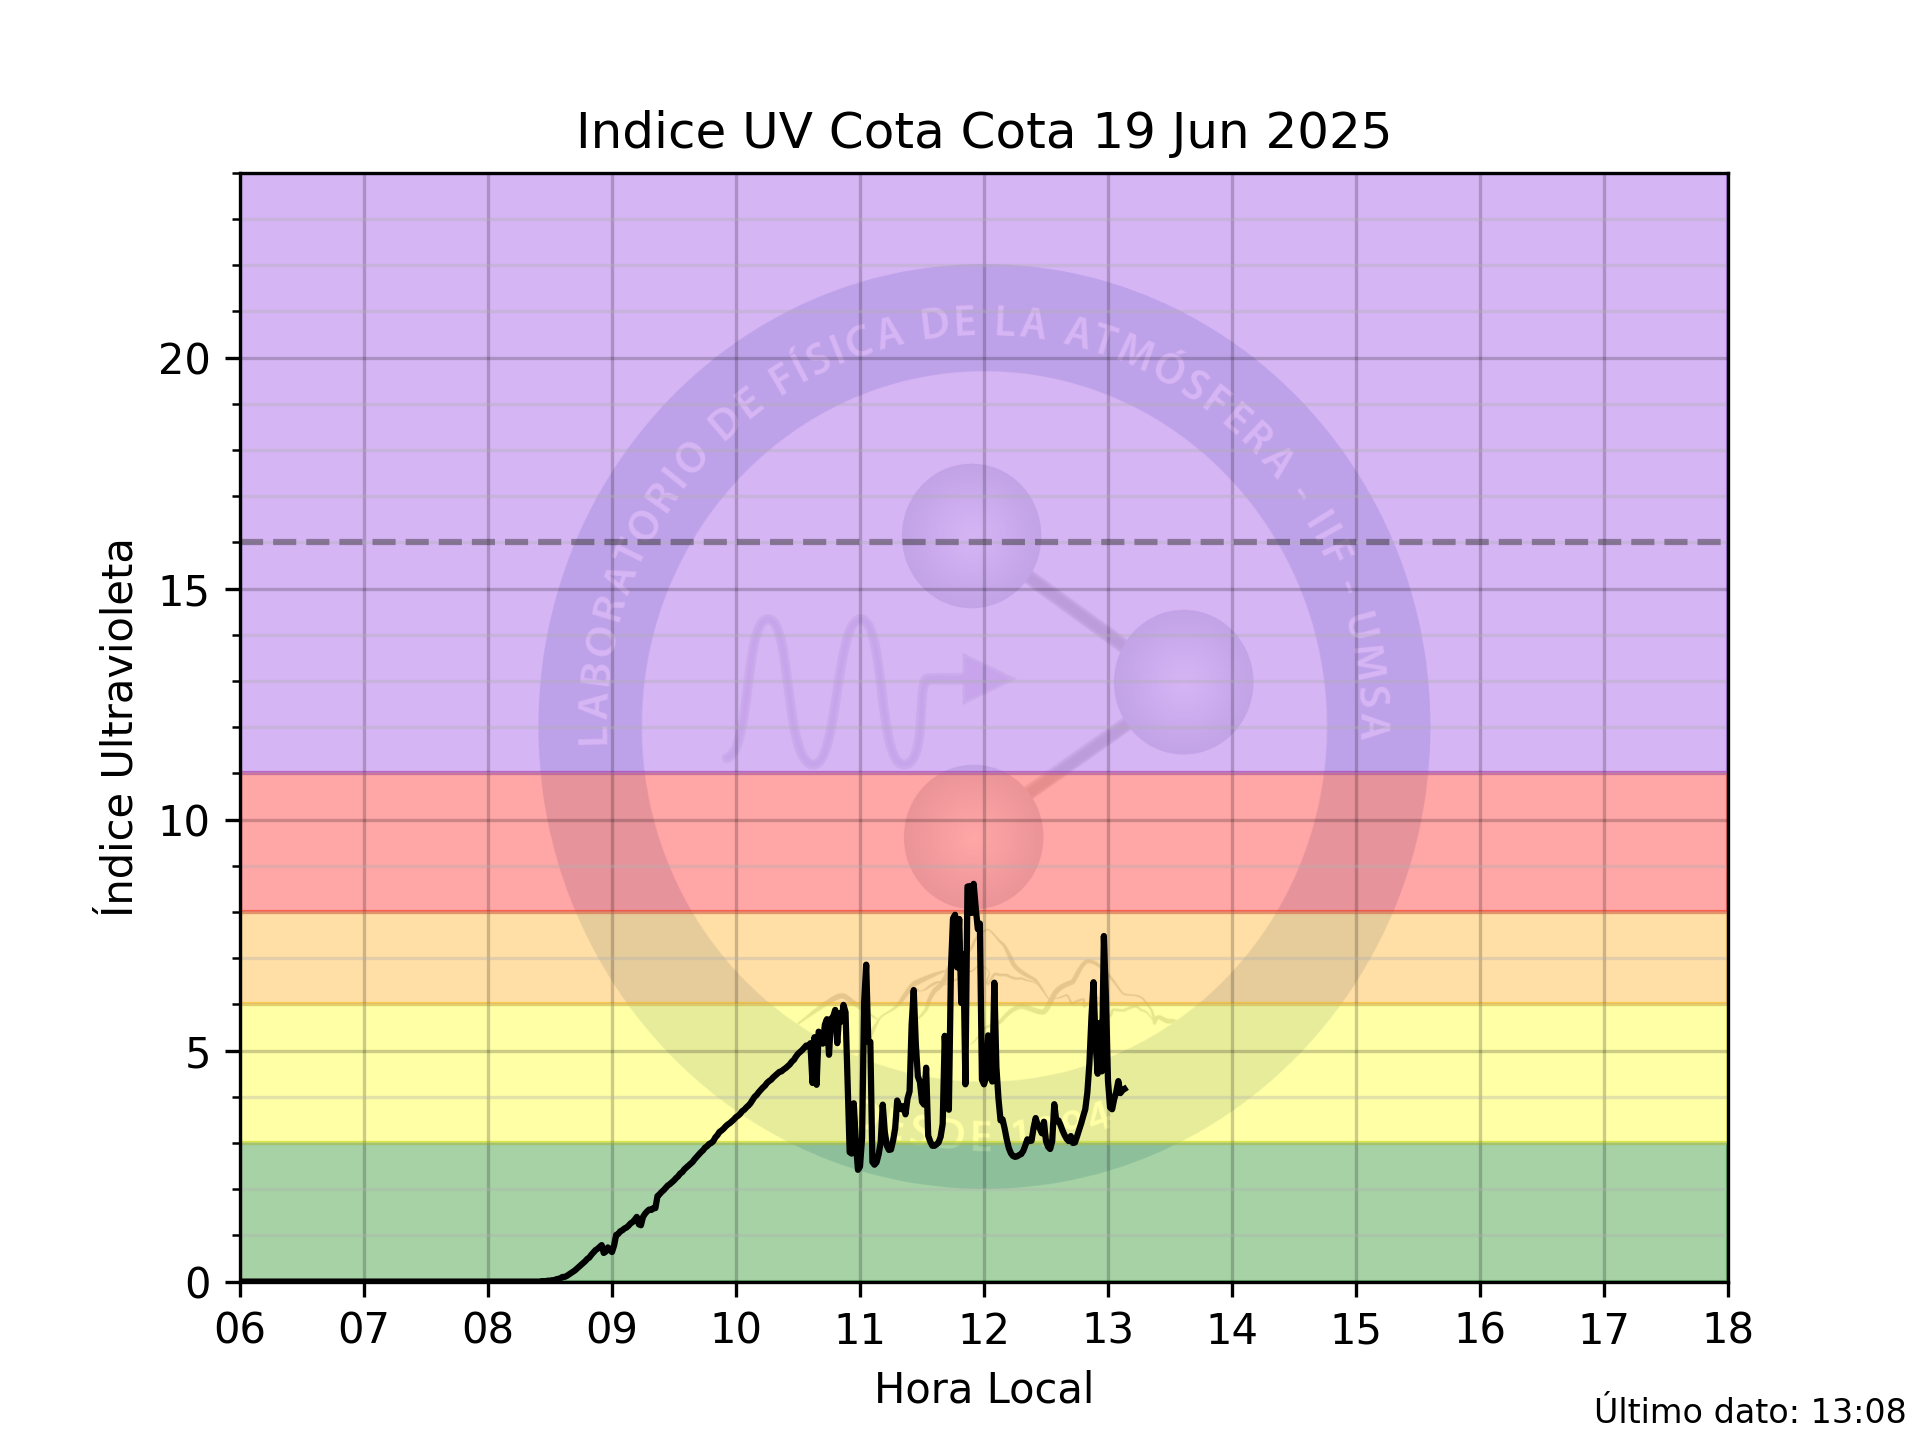 Indice UV Cota Cota 19 Jun 2025
Índice Ultravioleta
20
15
10
5
0
LABORATORIO DE FÍSICA DE LA ATMÓSFERA - IIF - UMSA
06 07 08 09 10 11 12 13 14 15 16 17 18
Hora Local
Último dato: 13:08